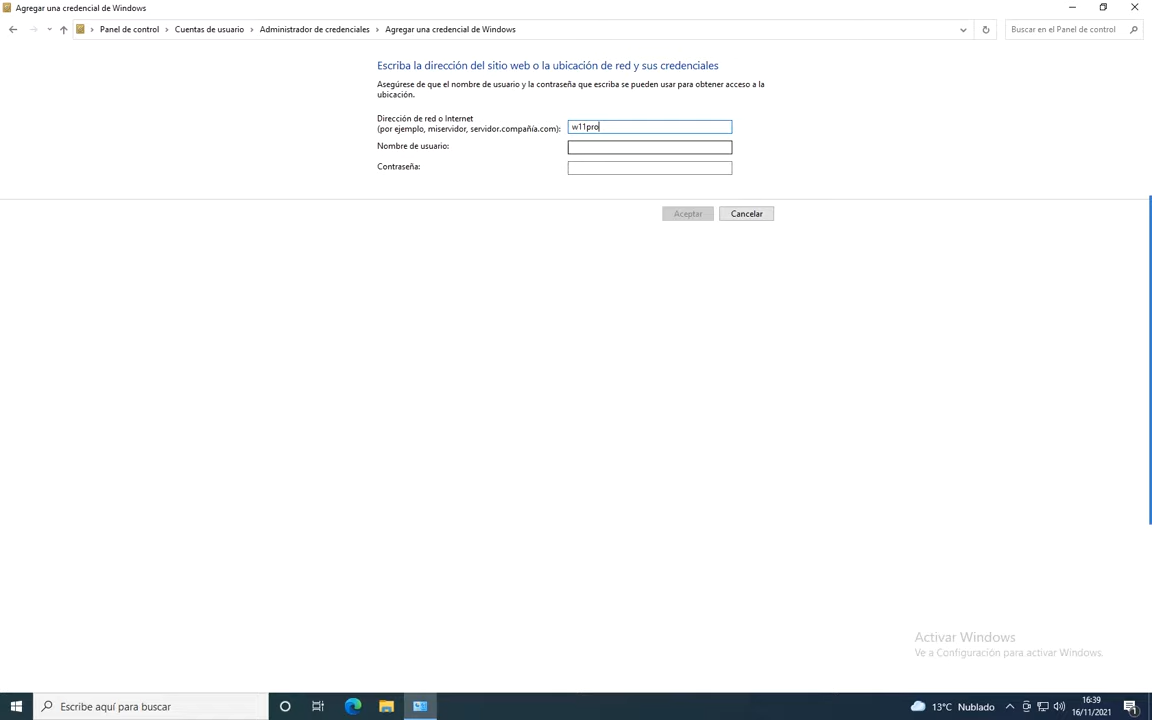 Agregar una credencial de Windows
Panel de control > Cuentas de usuario > Administrador de credenciales > Agregar una credencial de Windows
Buscar en el Panel de control
Escriba la dirección del sitio web o la ubicación de red y sus credenciales
Asegúrese de que el nombre de usuario y la contraseña que escriba se pueden usar para obtener acceso a la
ubicación.
Dirección de red o Internet
(por ejemplo, miservidor, servidor.compañía.com):
w11pro
Nombre de usuario:
Contraseña:
Aceptar
Cancelar
Activar Windows
Ve a Configuración para activar Windows.
Escribe aquí para buscar
13°C Nublado
16:39
16/11/2021
1